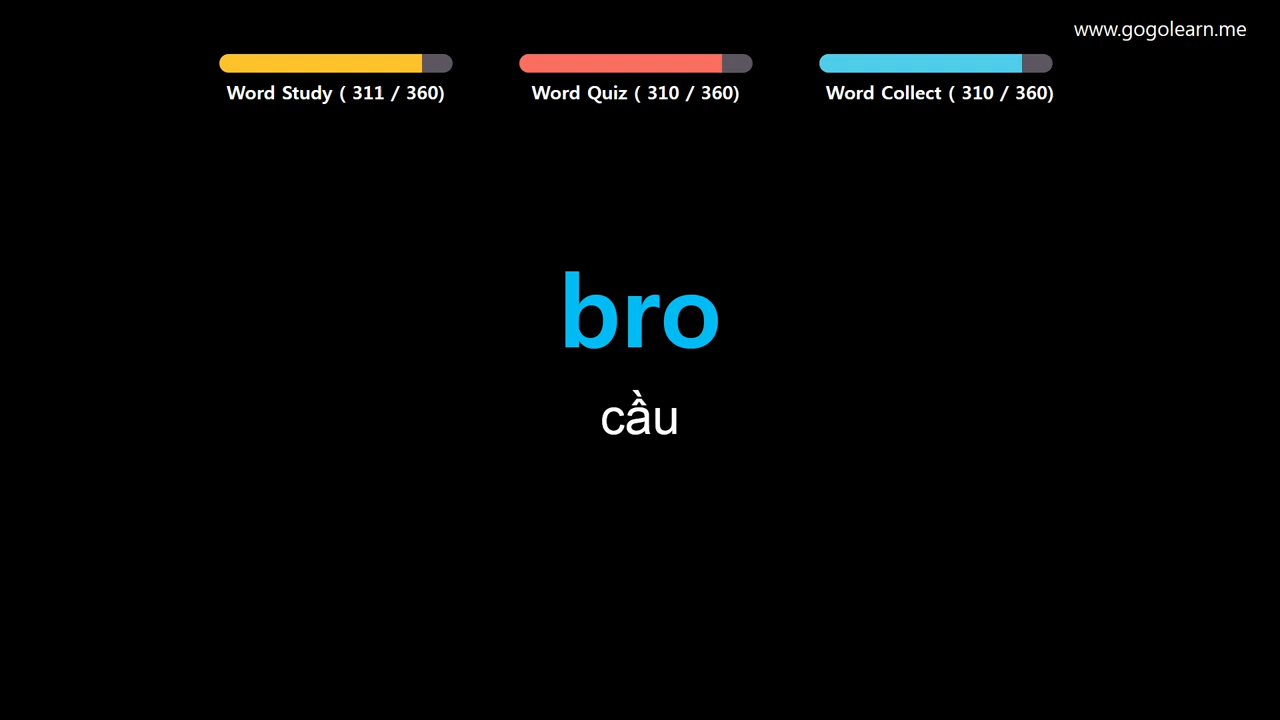 www.gogolearn.me
Word Study ( 311 / 360)
Word Quiz ( 310 / 360)
Word Collect ( 310 / 360)
bro
cầu